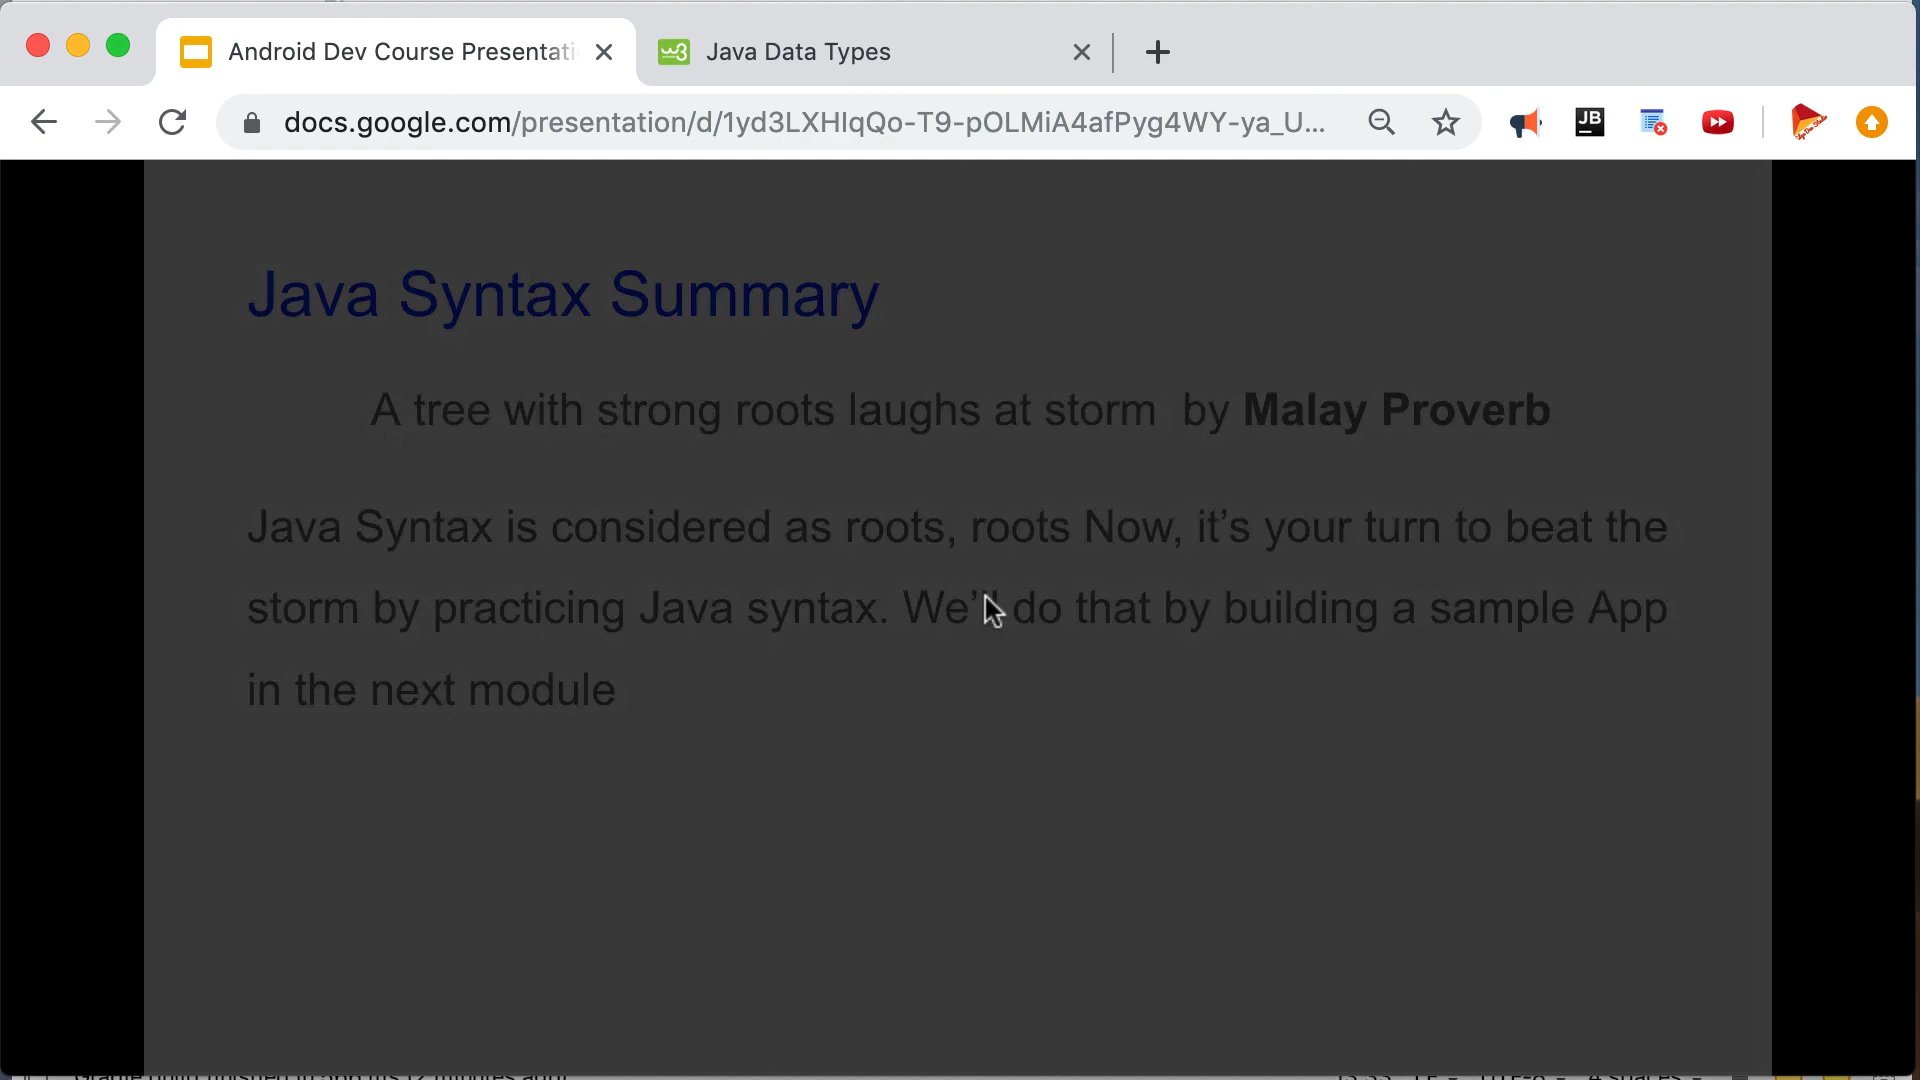 Android Dev Course Presentati
Java Data Types
docs.google.com/presentation/d/1yd3LXHIqQo-T9-pOLMiA4afPyg4WY-ya_U...
JB
Java Syntax Summary
A tree with strong roots laughs at storm by Malay Proverb
Java Syntax is considered as roots, roots Now, it's your turn to beat the
storm by practicing Java syntax. We'll do that by building a sample App
in the next module